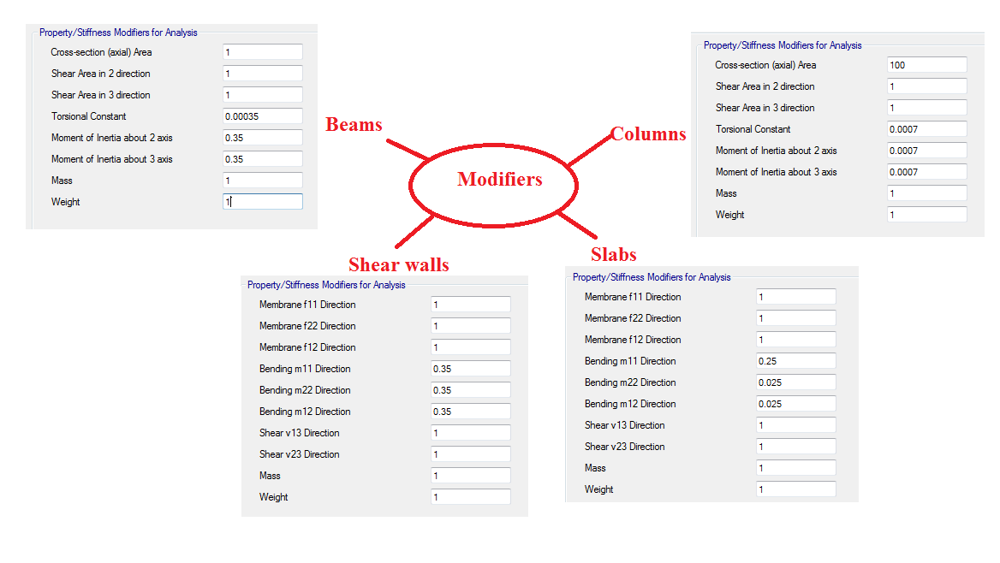 Property/Stiffness Modifiers for Analysis
Cross-section (axial) Area 1
Shear Area in 2 direction 1
Shear Area in 3 direction 1
Torsional Constant 0.00035
Moment of Inertia about 2 axis 0.35
Moment of Inertia about 3 axis 0.35
Mass 1
Weight 1
Beams
Modifiers
Columns
Property/Stiffness Modifiers for Analysis
Cross-section (axial) Area 100
Shear Area in 2 direction 1
Shear Area in 3 direction 1
Torsional Constant 0.0007
Moment of Inertia about 2 axis 0.0007
Moment of Inertia about 3 axis 0.0007
Mass 1
Weight 1
Shear walls
Property/Stiffness Modifiers for Analysis
Membrane f11 Direction 1
Membrane f22 Direction 1
Membrane f12 Direction 1
Bending m11 Direction 0.35
Bending m22 Direction 0.35
Bending m12 Direction 0.35
Shear v13 Direction 1
Shear v23 Direction 1
Mass 1
Weight 1
Slabs
Property/Stiffness Modifiers for Analysis
Membrane f11 Direction 1
Membrane f22 Direction 1
Membrane f12 Direction 1
Bending m11 Direction 0.25
Bending m22 Direction 0.025
Bending m12 Direction 0.025
Shear v13 Direction 1
Shear v23 Direction 1
Mass 1
Weight 1